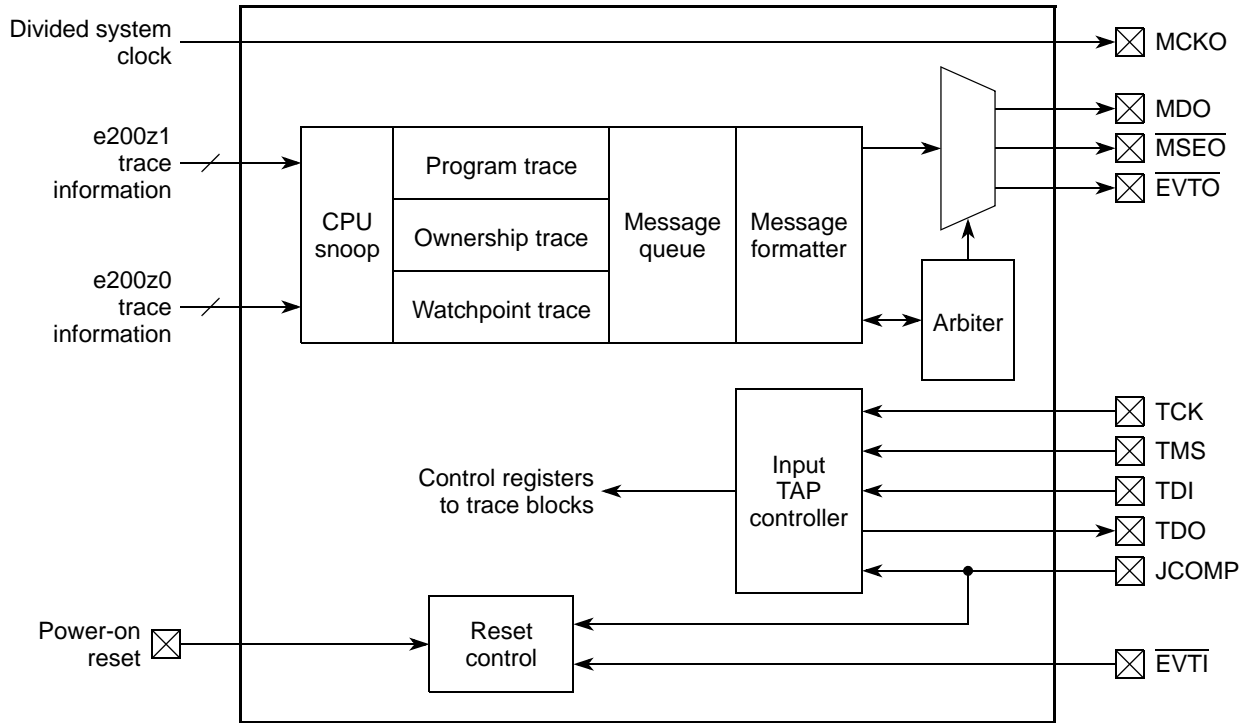 Divided system
clock
MCKO
MDO
MSEO
EVTO
e200z1
trace
information
CPU
snoop
Program trace
Ownership trace
Watchpoint trace
Message
queue
Message
formatter
e200z0
trace
information
Arbiter
TCK
TMS
TDI
TDO
JCOMP
Input
TAP
controller
Control registers
to trace blocks
Power-on
reset
Reset
control
EVTI